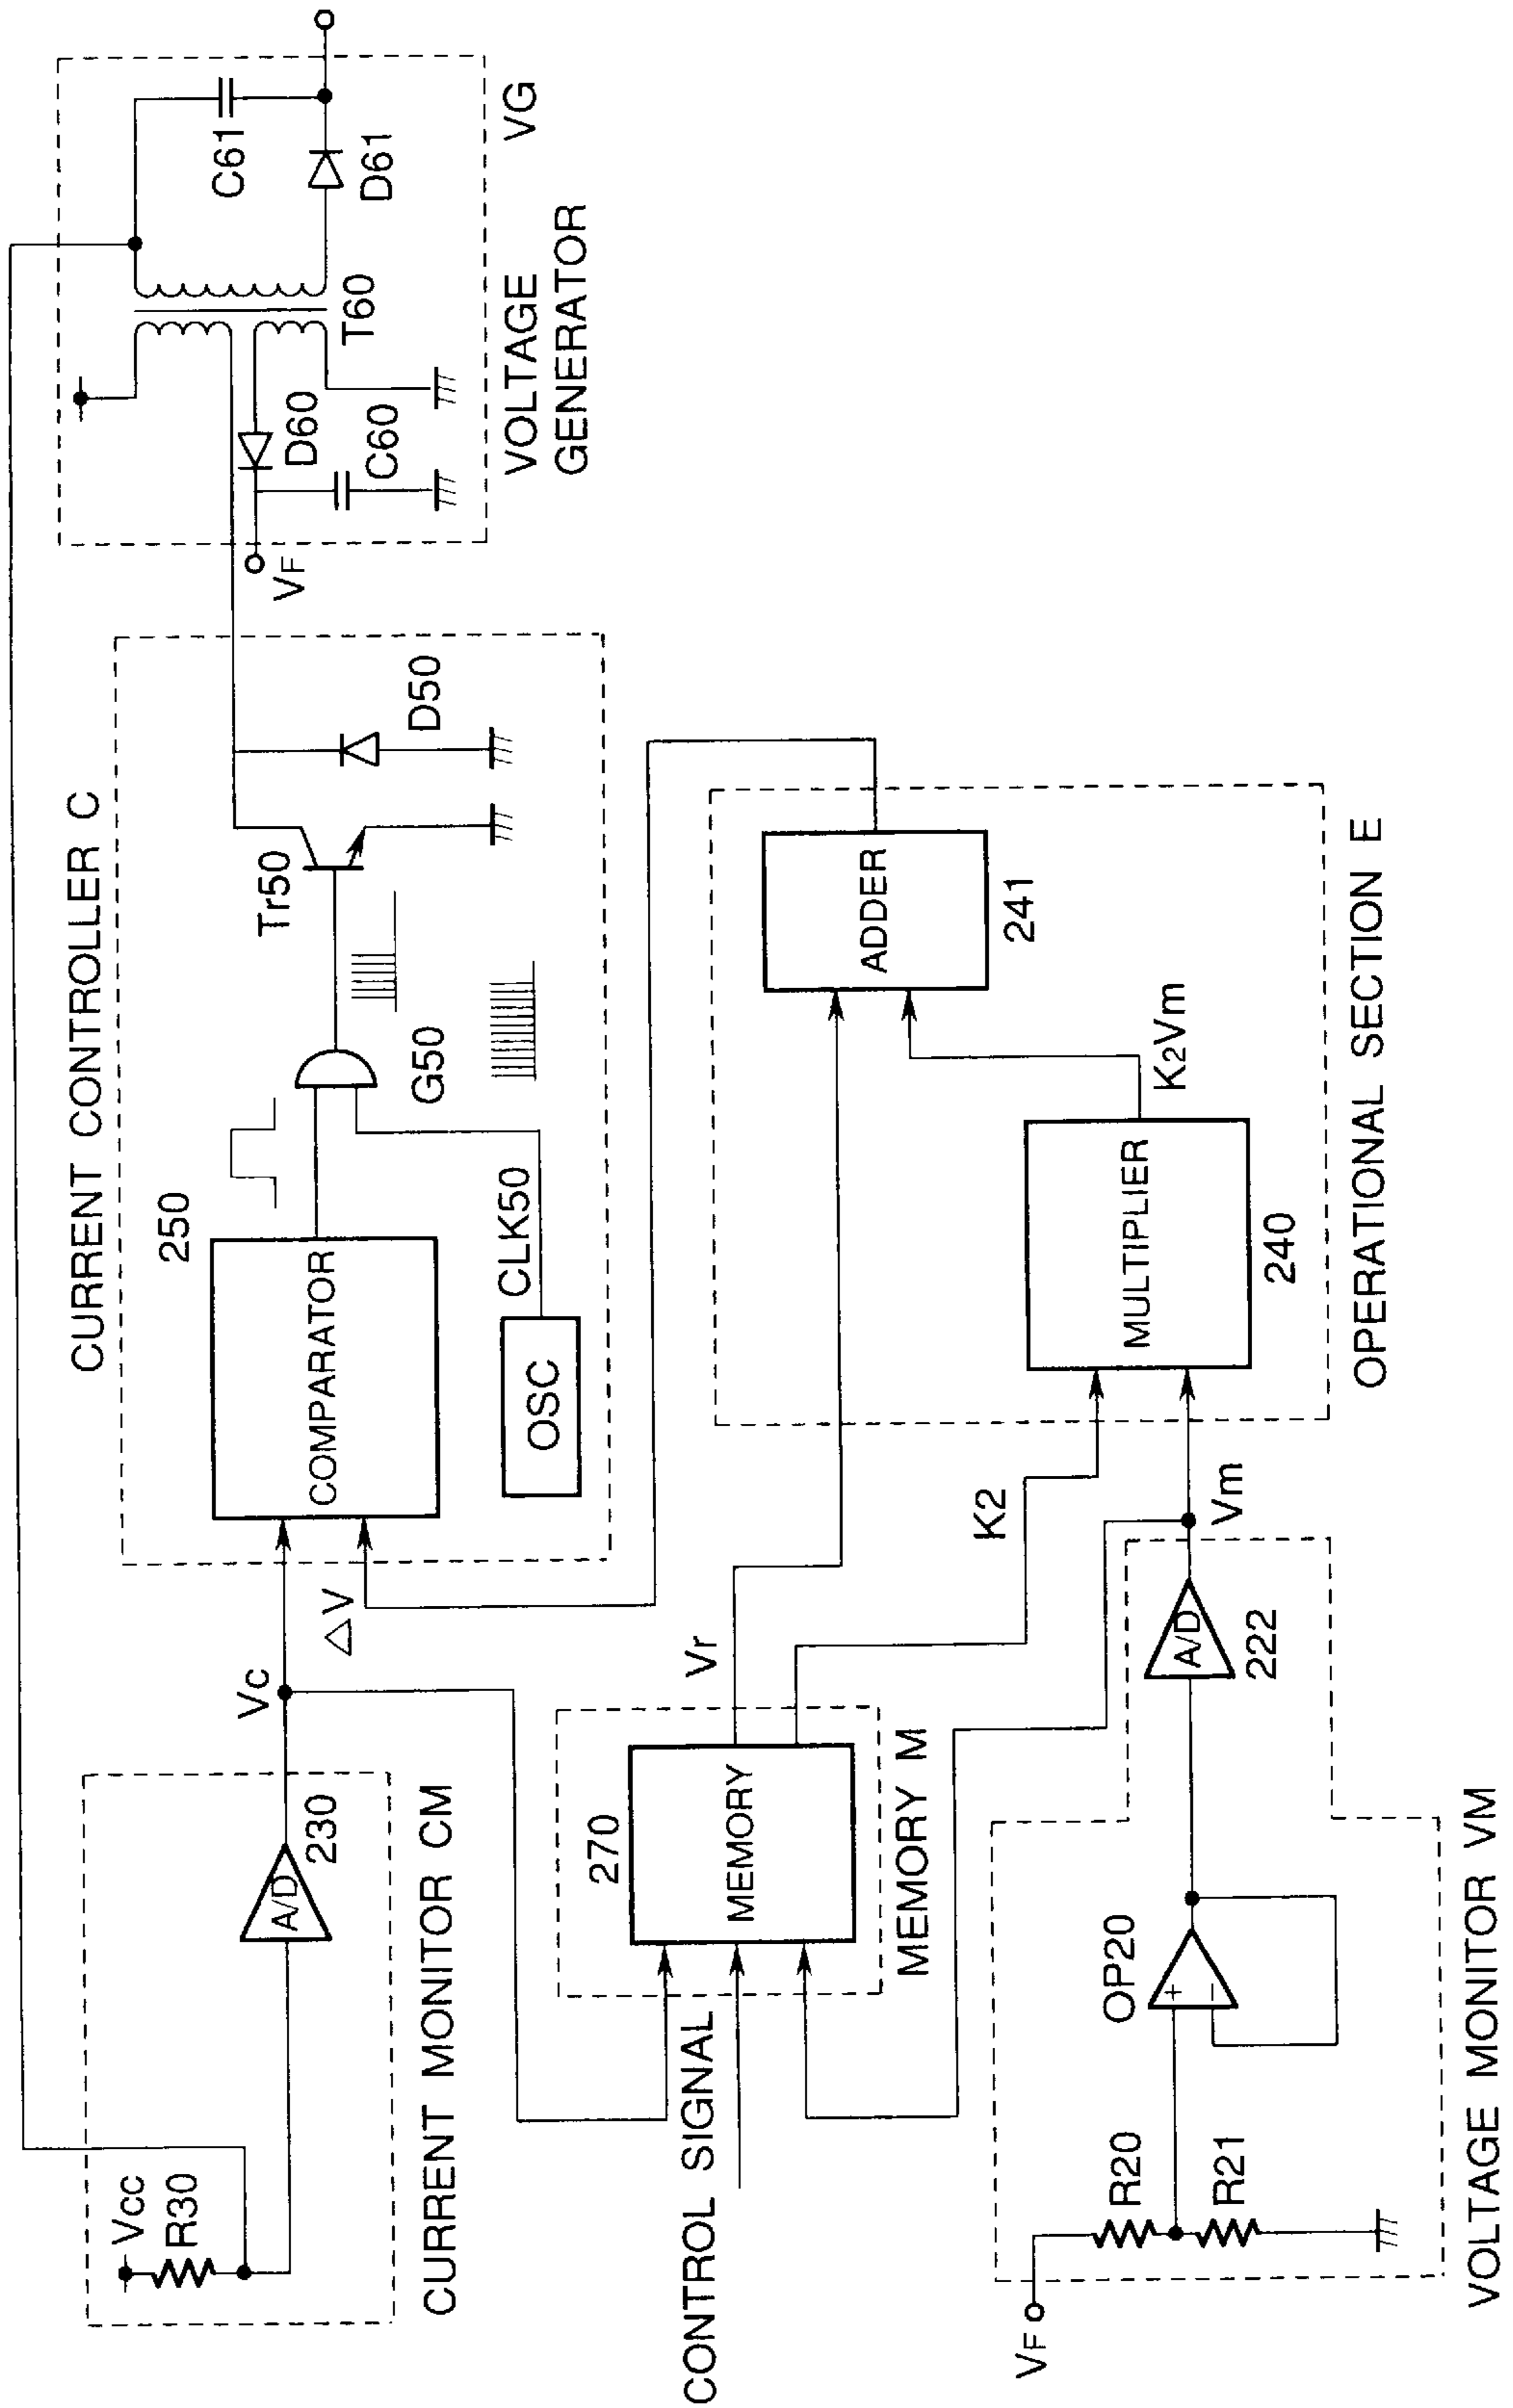 Vcc
R30
A/D
230
CURRENT MONITOR CM
Vc
△V
CURRENT CONTROLLER C
250
COMPARATOR
OSC
CLK50
G50
Tr50
D50
VF
D60
C60
T60
C61
D61
VOLTAGE
GENERATOR
VG
CONTROL SIGNAL
270
MEMORY
MEMORY M
Vr
K2
ADDER
241
K2Vm
MULTIPLIER
240
OPERATIONAL SECTION E
VF
R20
R21
OP20
+
−
A/D
222
Vm
VOLTAGE MONITOR VM